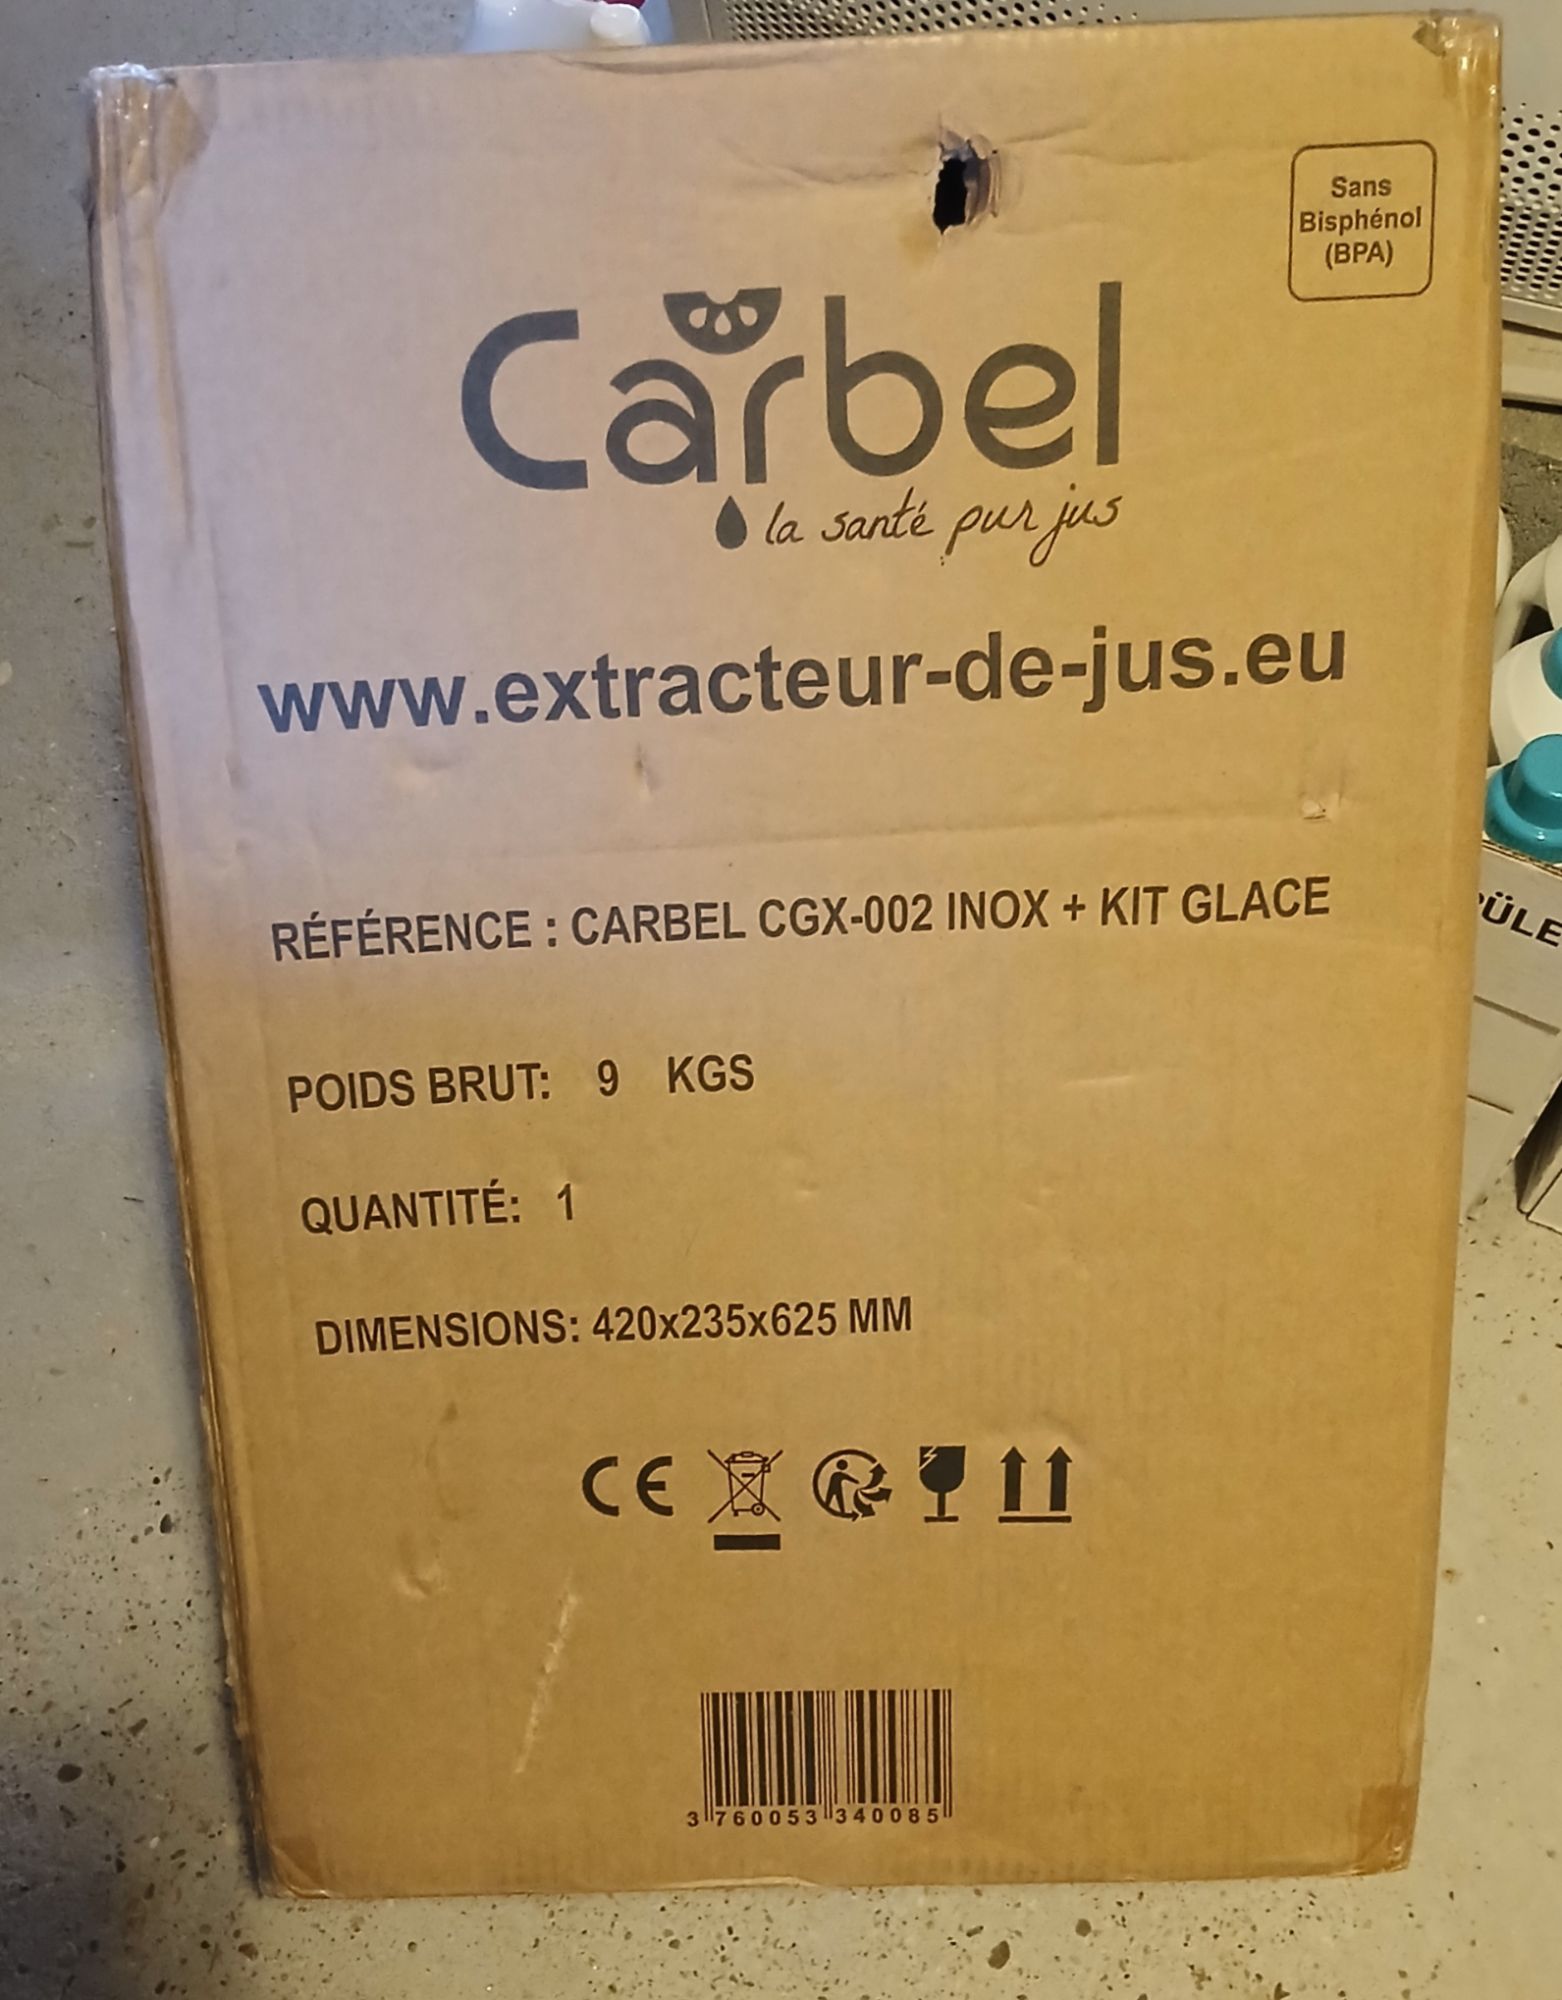 Sans
Bisphénol
(BPA)
Carbel
la santé pur jus
www.extracteur-de-jus.eu
RÉFÉRENCE : CARBEL CGX-002 INOX + KIT GLACE
POIDS BRUT: 9 KGS
QUANTITÉ: 1
DIMENSIONS: 420x235x625 MM
CE
3 760053 340085
ÜLE